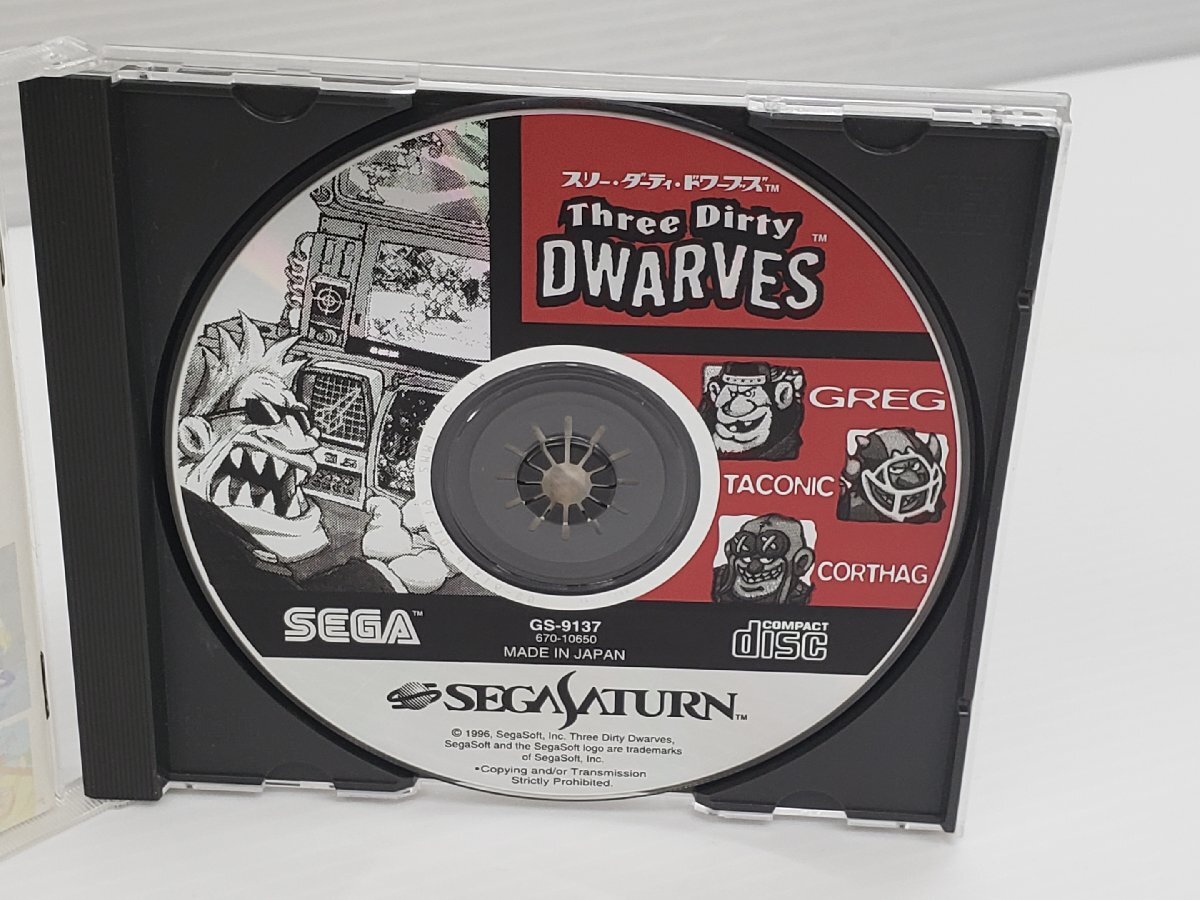 スリー・ダーティ・ドワーブズ™
Three Dirty
DWARVES™
GREG
TACONIC
CORTHAG
SEGA™
GS-9137
670-10650
MADE IN JAPAN
COMPACT
disc
SEGA SATURN™
© 1996, SegaSoft, Inc. Three Dirty Dwarves,
SegaSoft and the SegaSoft logo are trademarks
of SegaSoft, Inc.
•Copying and/or Transmission
Strictly Prohibited.